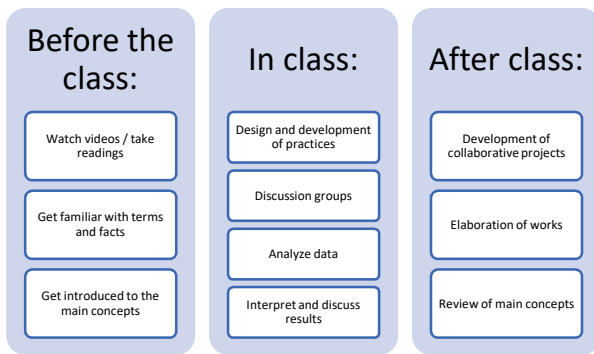 Before the
class:
Watch videos / take
readings
Get familiar with terms
and facts
Get introduced to the
main concepts
In class:
Design and development
of practices
Discussion groups
Analyze data
Interpret and discuss
results
After class:
Development of
collaborative projects
Elaboration of works
Review of main concepts